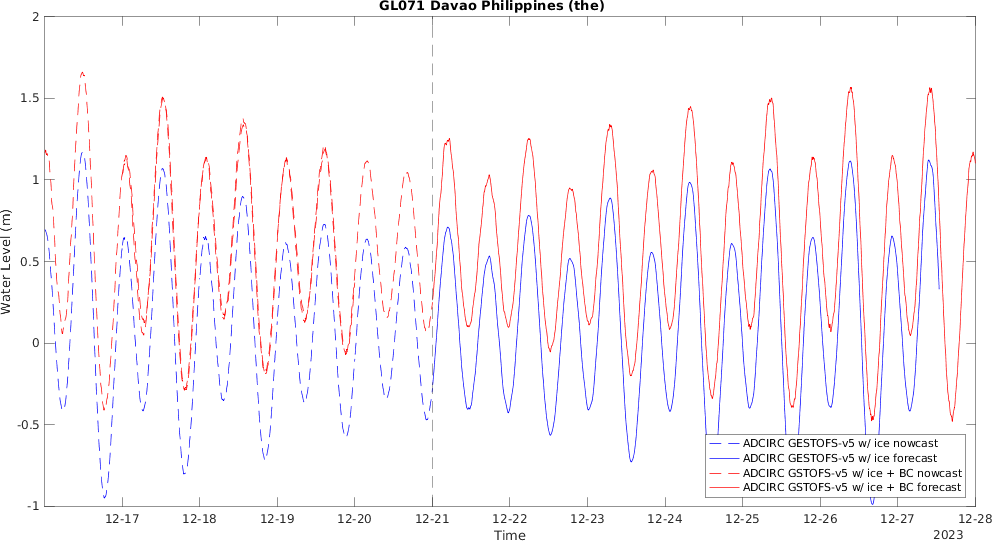 GL071 Davao Philippines (the)
2
1.5
1
0.5
0
-0.5
-1
Water Level (m)
12-17 12-18 12-19 12-20 12-21 12-22 12-23 12-24 12-25 12-26 12-27 12-28
Time
2023
ADCIRC GESTOFS-v5 w/ ice nowcast
ADCIRC GESTOFS-v5 w/ ice forecast
ADCIRC GSTOFS-v5 w/ ice + BC nowcast
ADCIRC GSTOFS-v5 w/ ice + BC forecast